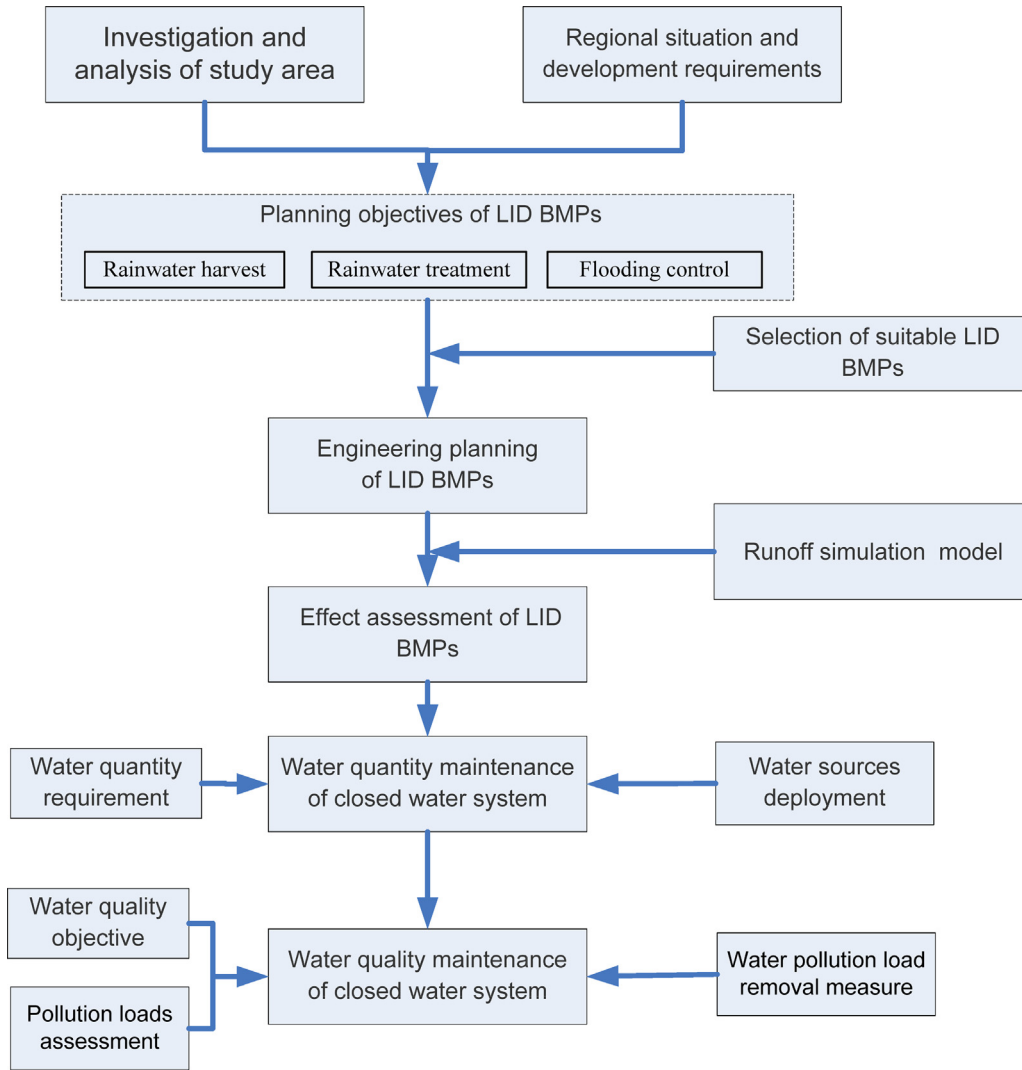 Investigation and
analysis of study area
Regional situation and
development requirements
Planning objectives of LID BMPs
Rainwater harvest
Rainwater treatment
Flooding control
Selection of suitable LID
BMPs
Engineering planning
of LID BMPs
Runoff simulation model
Effect assessment of LID
BMPs
Water quantity
requirement
Water quantity maintenance
of closed water system
Water sources
deployment
Water quality
objective
Water quality maintenance
of closed water system
Water pollution load
removal measure
Pollution loads
assessment